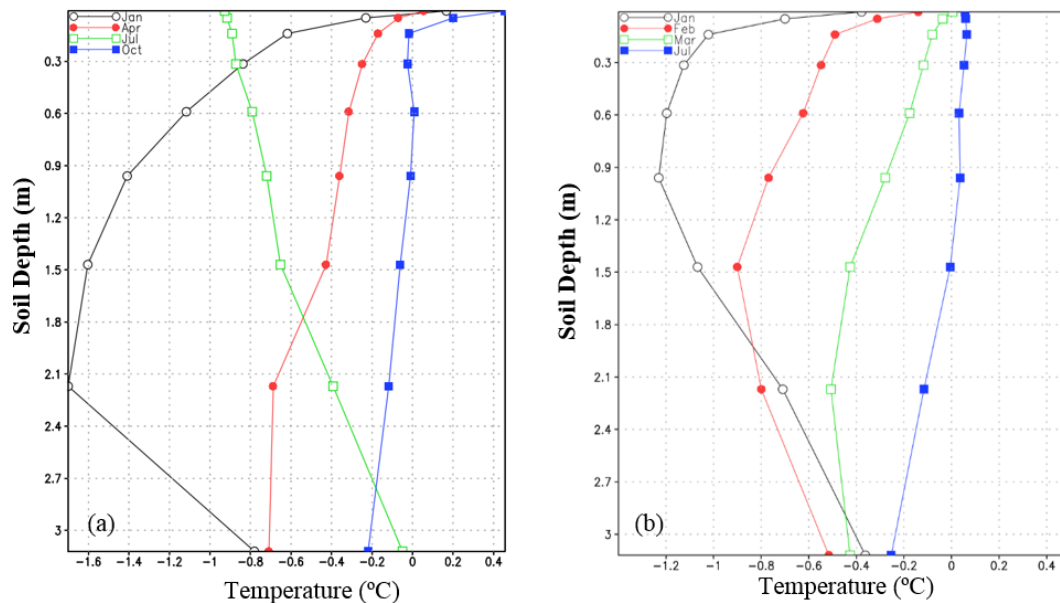 Jan
Apr
Jul
Oct
0.3
0.6
0.9
1.2
1.5
1.8
2.1
2.4
2.7
3
Soil Depth (m)
(a)
-1.6 -1.4 -1.2 -1 -0.8 -0.6 -0.4 -0.2 0 0.2 0.4
Temperature (ºC)
Jan
Feb
Mar
Jul
0.3
0.6
0.9
1.2
1.5
1.8
2.1
2.4
2.7
3
Soil Depth (m)
(b)
-1.2 -1 -0.8 -0.6 -0.4 -0.2 0 0.2 0.4
Temperature (ºC)